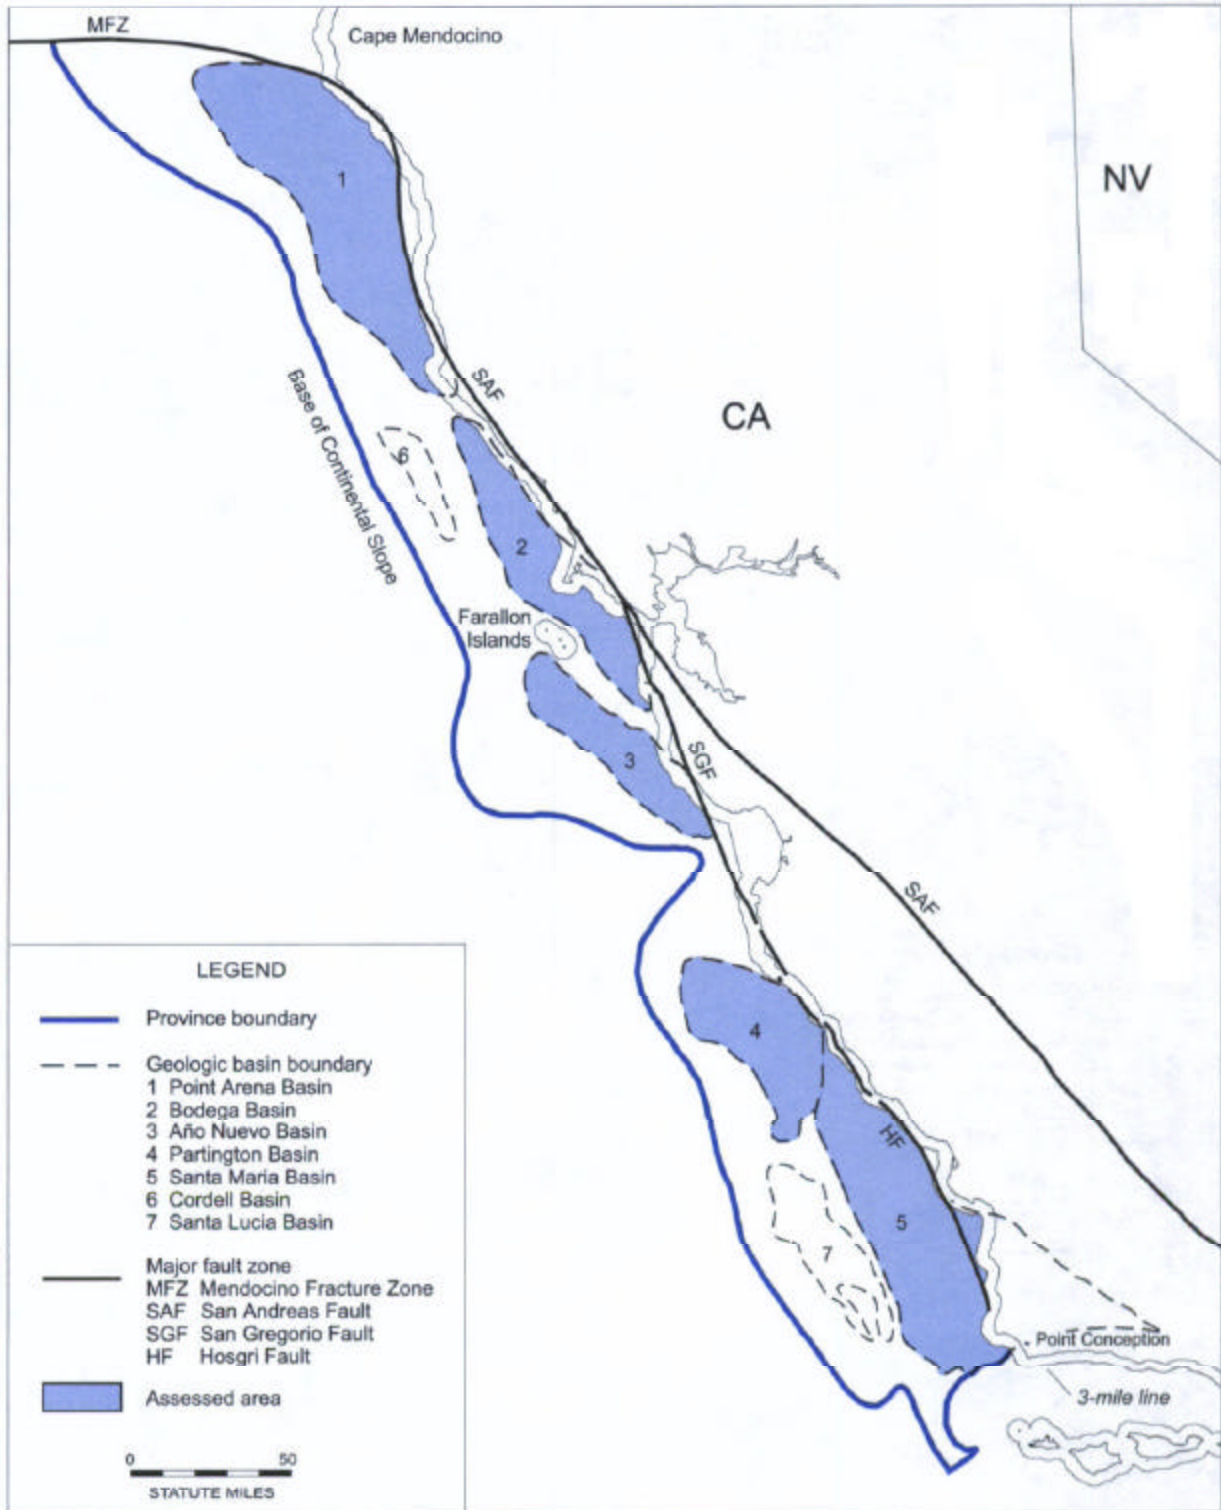 MFZ
Cape Mendocino
NV
1
SAF
CA
Base of Continental Slope
6
2
Farallon
Islands
3
SGF
SAF
4
HF
5
7
Point Conception
3-mile line
LEGEND
Province boundary
Geologic basin boundary
1 Point Arena Basin
2 Bodega Basin
3 Año Nuevo Basin
4 Partington Basin
5 Santa Maria Basin
6 Cordell Basin
7 Santa Lucia Basin
Major fault zone
MFZ Mendocino Fracture Zone
SAF San Andreas Fault
SGF San Gregorio Fault
HF Hosgri Fault
Assessed area
0 50
STATUTE MILES